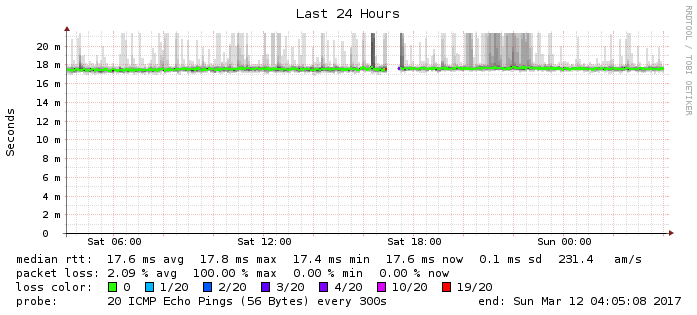 Last 24 Hours
RRDTOOL / TOBI OETIKER
Seconds
20 m
18 m
16 m
14 m
12 m
10 m
8 m
6 m
4 m
2 m
0
Sat 06:00 Sat 12:00 Sat 18:00 Sun 00:00
median rtt: 17.6 ms avg 17.8 ms max 17.4 ms min 17.6 ms now 0.1 ms sd 231.4 am/s
packet loss: 2.09 % avg 100.00 % max 0.00 % min 0.00 % now
loss color: 0 1/20 2/20 3/20 4/20 10/20 19/20
probe: 20 ICMP Echo Pings (56 Bytes) every 300s end: Sun Mar 12 04:05:08 2017